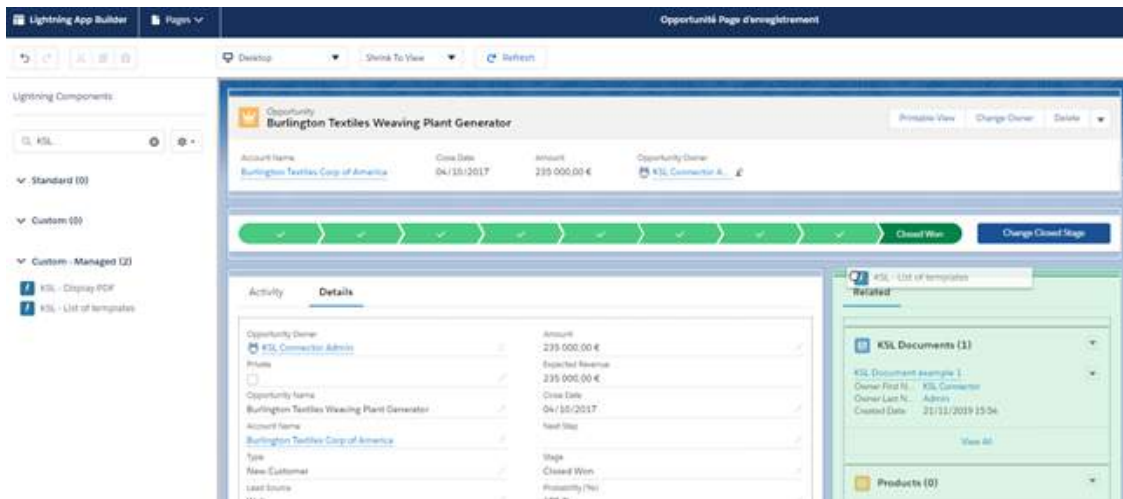 Lightning App Builder Pages Opportunité Page d'enregistrement
Desktop Shrink To View Refresh
Lightning Components
KSL
Standard (0)
Custom (0)
Custom - Managed (2)
KSL - Display PDF
KSL - List of templates
Opportunity
Burlington Textiles Weaving Plant Generator
Printable View Change Owner Delete
Account Name Close Date Amount Opportunity Owner
Burlington Textiles Corp of America 04/10/2017 235 000,00 € KSL Connector A...
Closed Won Change Closed Stage
Activity Details
Opportunity Owner Amount
KSL Connector Admin 235 000,00 €
Private Expected Revenue
235 000,00 €
Opportunity Name Close Date
Burlington Textiles Weaving Plant Generator 04/10/2017
Account Name Next Step
Burlington Textiles Corp of America
Type Stage
New Customer Closed Won
Lead Source Probability (%)
KSL - List of templates
Related
KSL Documents (1)
KSL Document example 1
Owner First N... KSL Connector
Owner Last N... Admin
Created Date 21/11/2019 15:56
View All
Products (0)